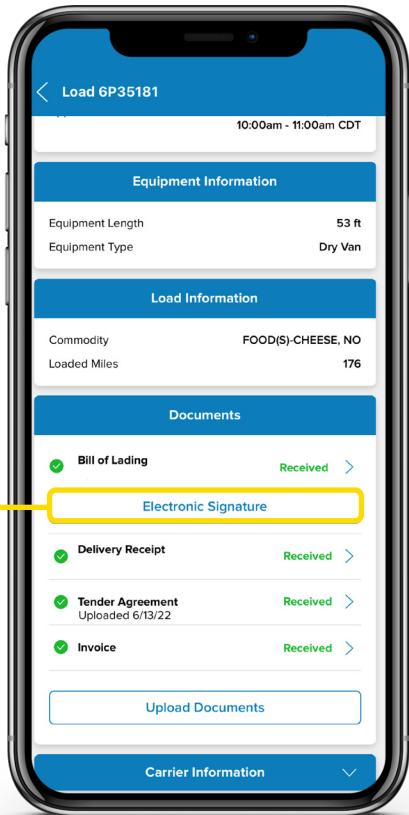 Load 6P35181
10:00am - 11:00am CDT
Equipment Information
Equipment Length 53 ft
Equipment Type Dry Van
Load Information
Commodity FOOD(S)-CHEESE, NO
Loaded Miles 176
Documents
Bill of Lading Received
Electronic Signature
Delivery Receipt Received
Tender Agreement Received
Uploaded 6/13/22
Invoice Received
Upload Documents
Carrier Information